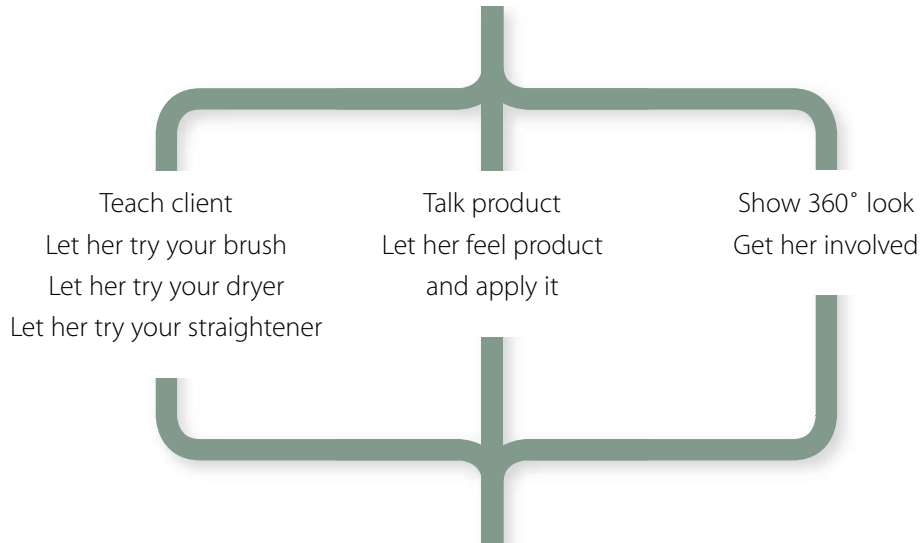 Teach client
Let her try your brush
Let her try your dryer
Let her try your straightener
Talk product
Let her feel product
and apply it
Show 360˚ look
Get her involved